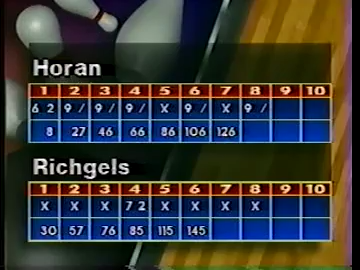 Horan
1 2 3 4 5 6 7 8 9 10
6 2 9 / 9 / 9 / X 9 / X 9 /
8 27 46 66 86 106 126
Richgels
1 2 3 4 5 6 7 8 9 10
X X X 7 2 X X X X
30 57 76 85 115 145